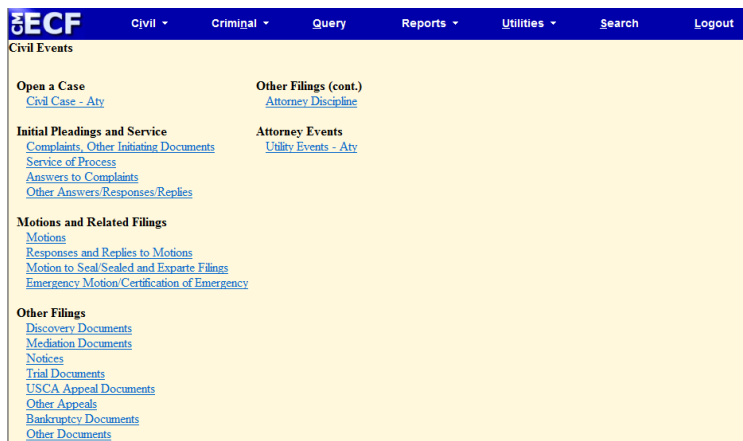 CM ECF Civil Criminal Query Reports Utilities Search Logout
Civil Events
Open a Case
Civil Case - Aty
Initial Pleadings and Service
Complaints, Other Initiating Documents
Service of Process
Answers to Complaints
Other Answers/Responses/Replies
Motions and Related Filings
Motions
Responses and Replies to Motions
Motion to Seal/Sealed and Exparte Filings
Emergency Motion/Certification of Emergency
Other Filings
Discovery Documents
Mediation Documents
Notices
Trial Documents
USCA Appeal Documents
Other Appeals
Bankruptcy Documents
Other Documents
Other Filings (cont.)
Attorney Discipline
Attorney Events
Utility Events - Aty